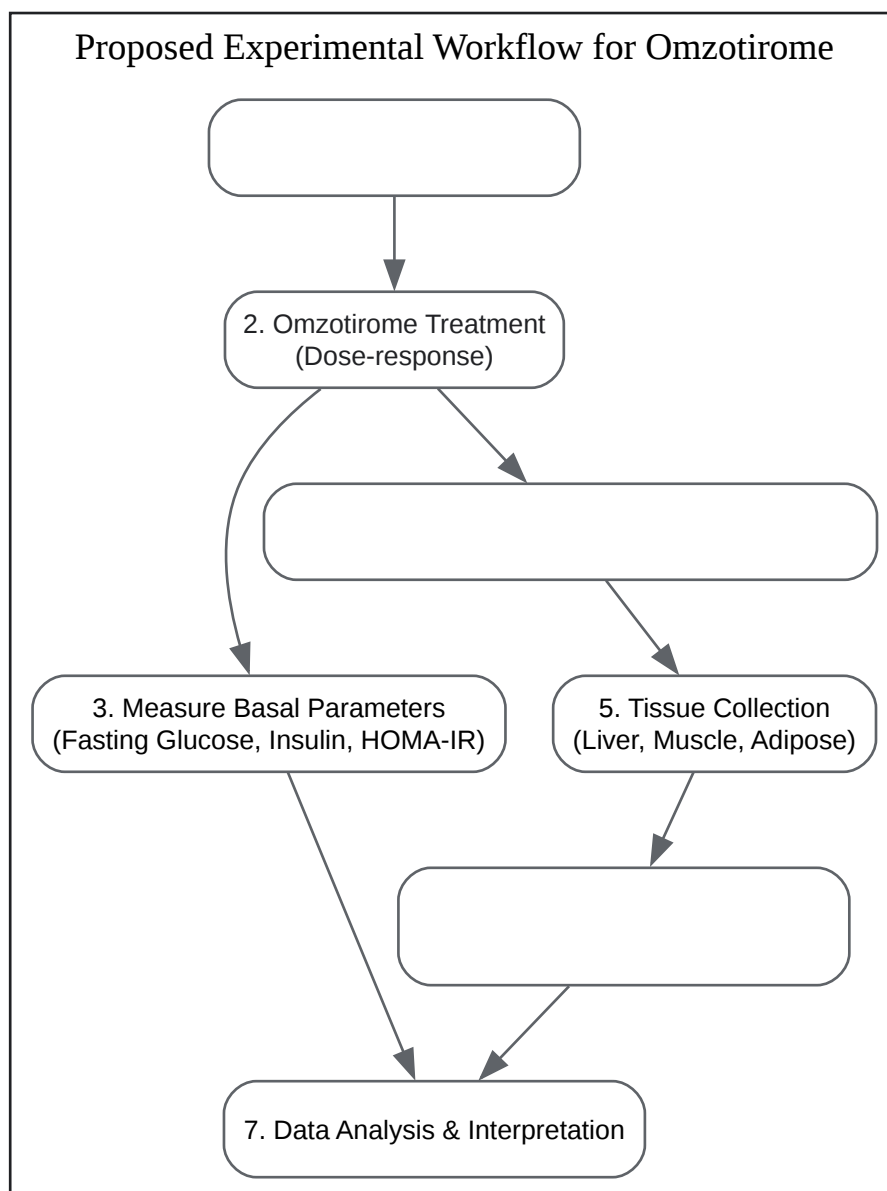 Proposed Experimental Workflow for Omzotirome
2. Omzotirome Treatment
(Dose-response)
3. Measure Basal Parameters
(Fasting Glucose, Insulin, HOMA-IR)
5. Tissue Collection
(Liver, Muscle, Adipose)
7. Data Analysis & Interpretation